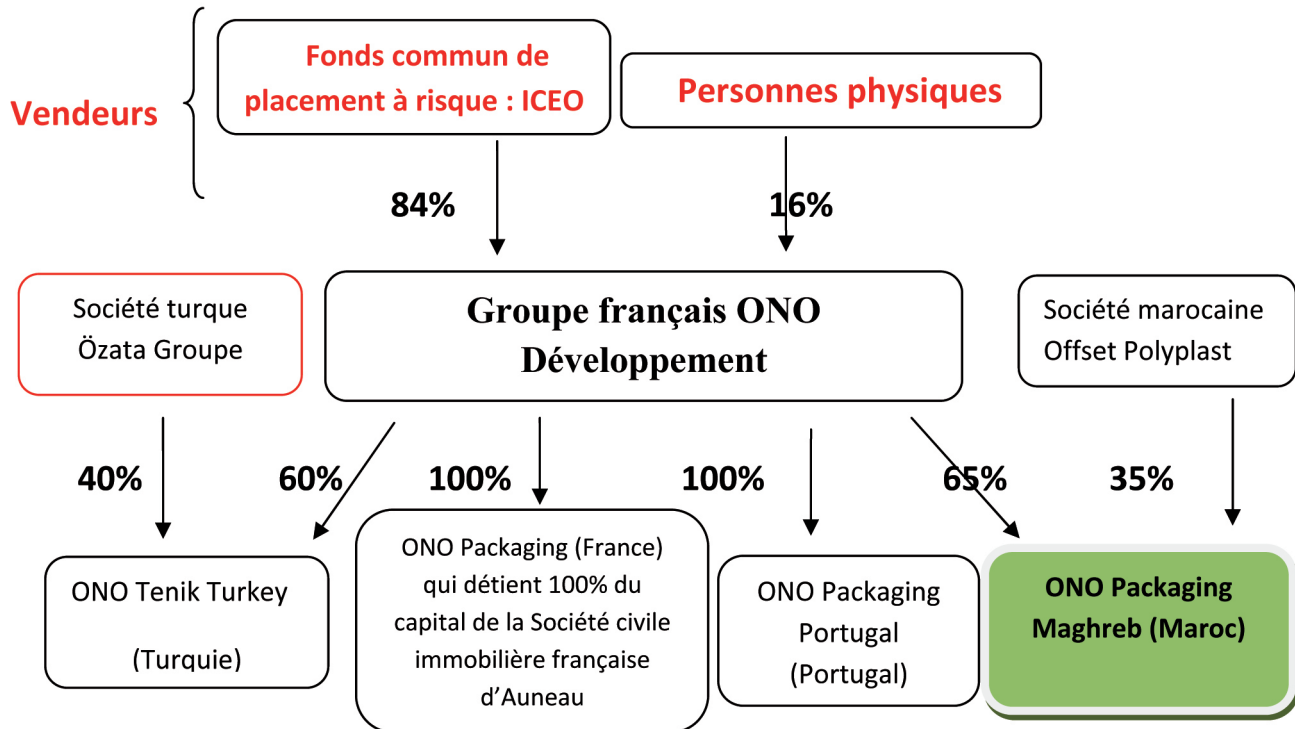 Vendeurs
Fonds commun de
placement à risque : ICEO
Personnes physiques
84%
16%
Société turque
Özata Groupe
Groupe français ONO
Développement
Société marocaine
Offset Polyplast
40%
60%
100%
100%
65%
35%
ONO Tenik Turkey
(Turquie)
ONO Packaging (France)
qui détient 100% du
capital de la Société civile
immobilière française
d’Auneau
ONO Packaging
Portugal
(Portugal)
ONO Packaging
Maghreb (Maroc)